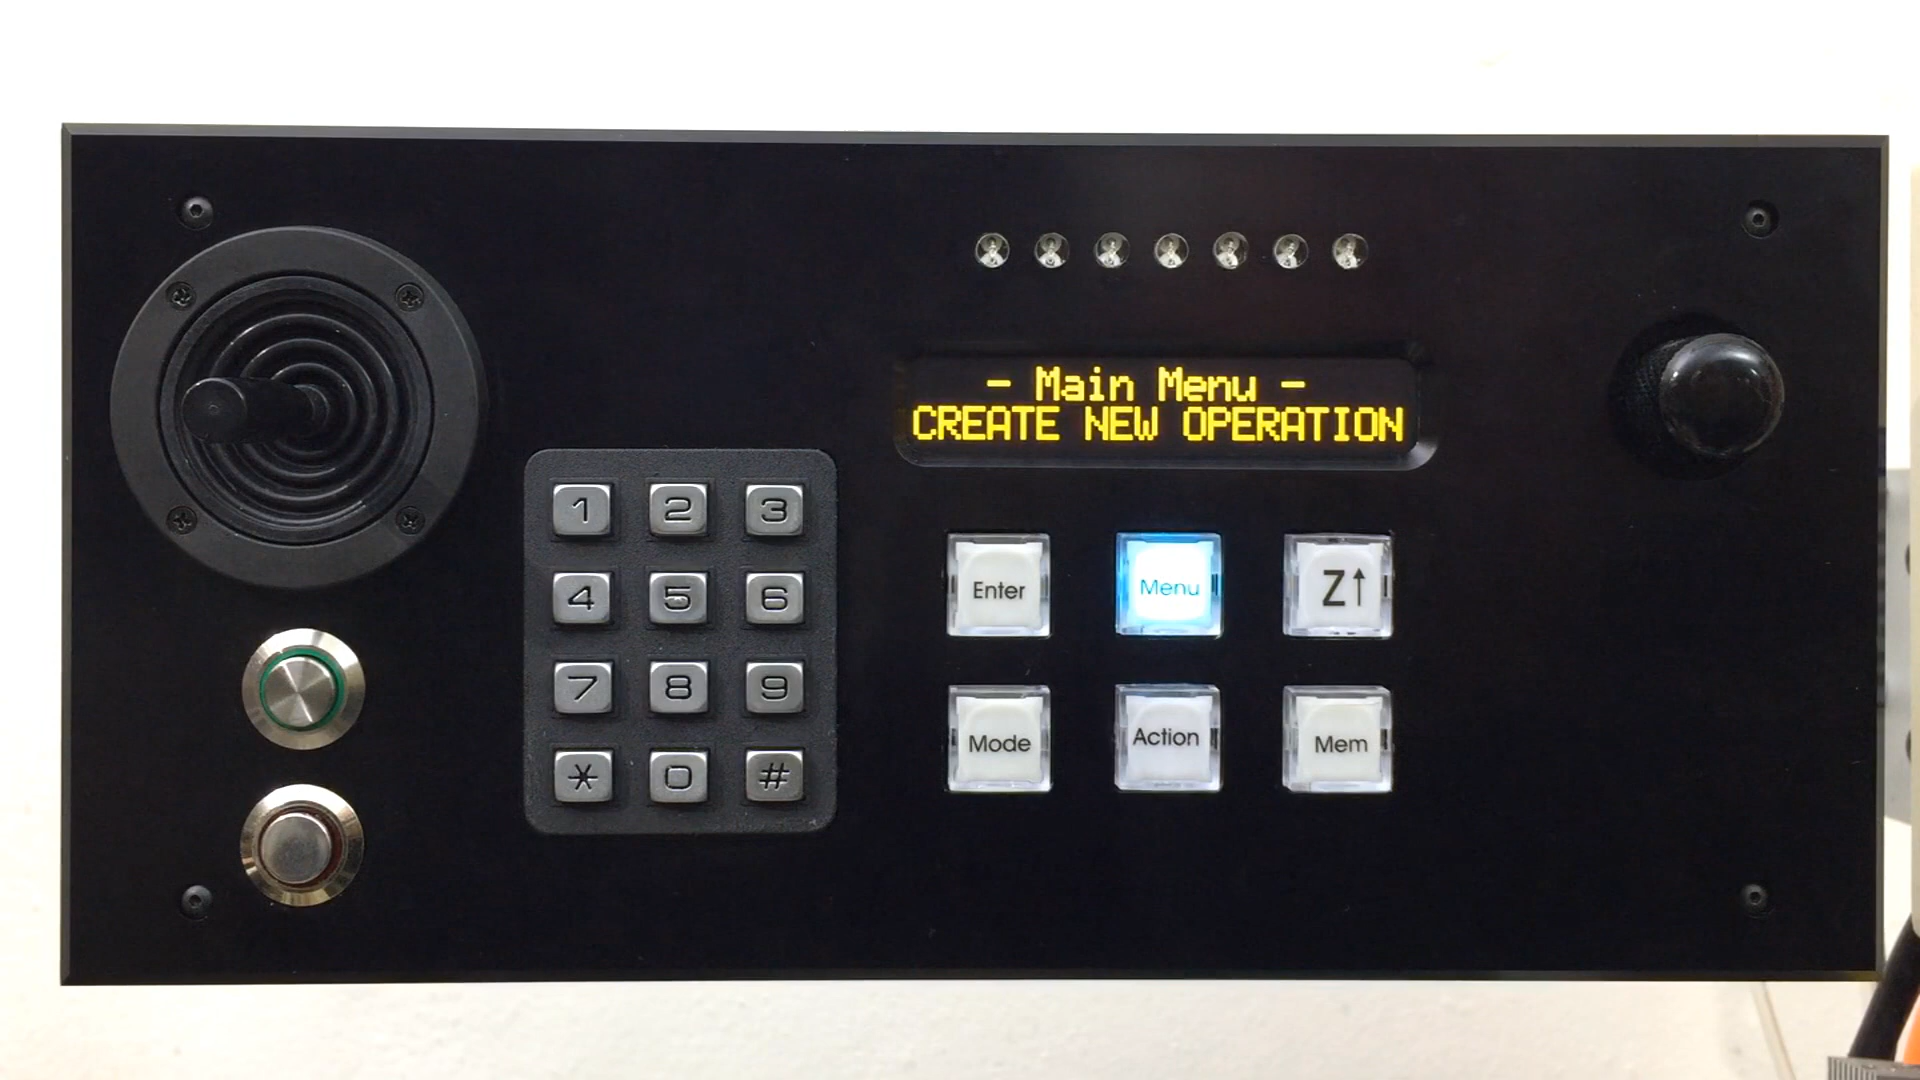 - Main Menu -
CREATE NEW OPERATION
1 2 3
4 5 6
7 8 9
* 0 #
Enter Menu Z↑
Mode Action Mem